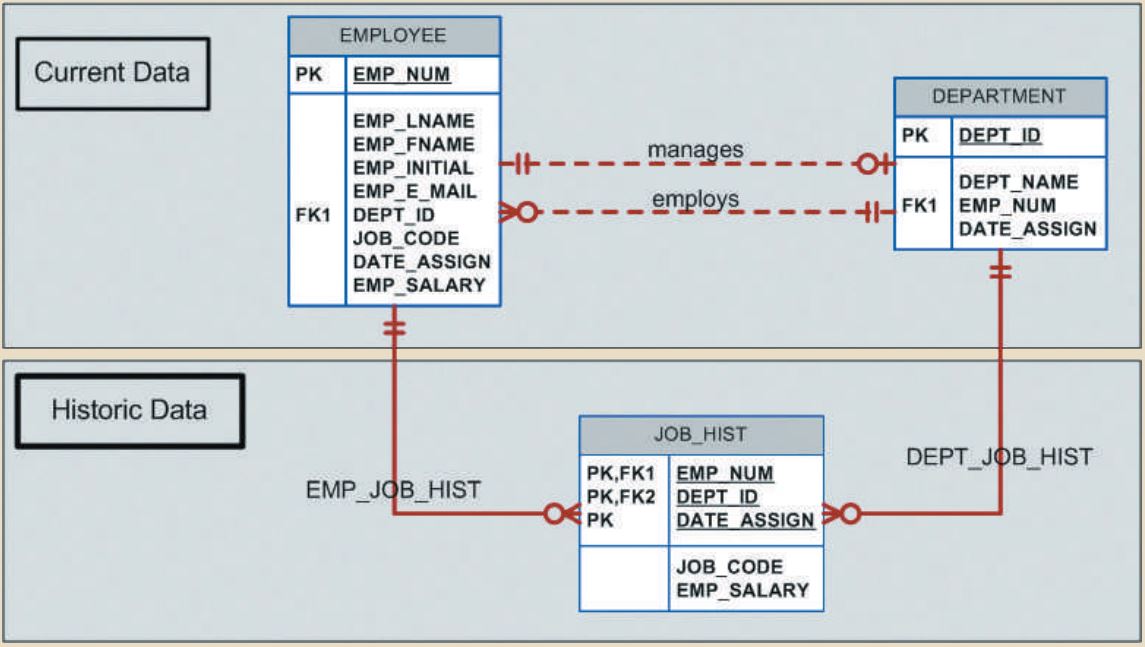 Current Data
EMPLOYEE
PK EMP_NUM
EMP_LNAME
EMP_FNAME
EMP_INITIAL
EMP_E_MAIL
FK1 DEPT_ID
JOB_CODE
DATE_ASSIGN
EMP_SALARY
manages
employs
DEPARTMENT
PK DEPT_ID
DEPT_NAME
FK1 EMP_NUM
DATE_ASSIGN
Historic Data
EMP_JOB_HIST
JOB_HIST
PK,FK1 EMP_NUM
PK,FK2 DEPT_ID
PK DATE_ASSIGN
JOB_CODE
EMP_SALARY
DEPT_JOB_HIST